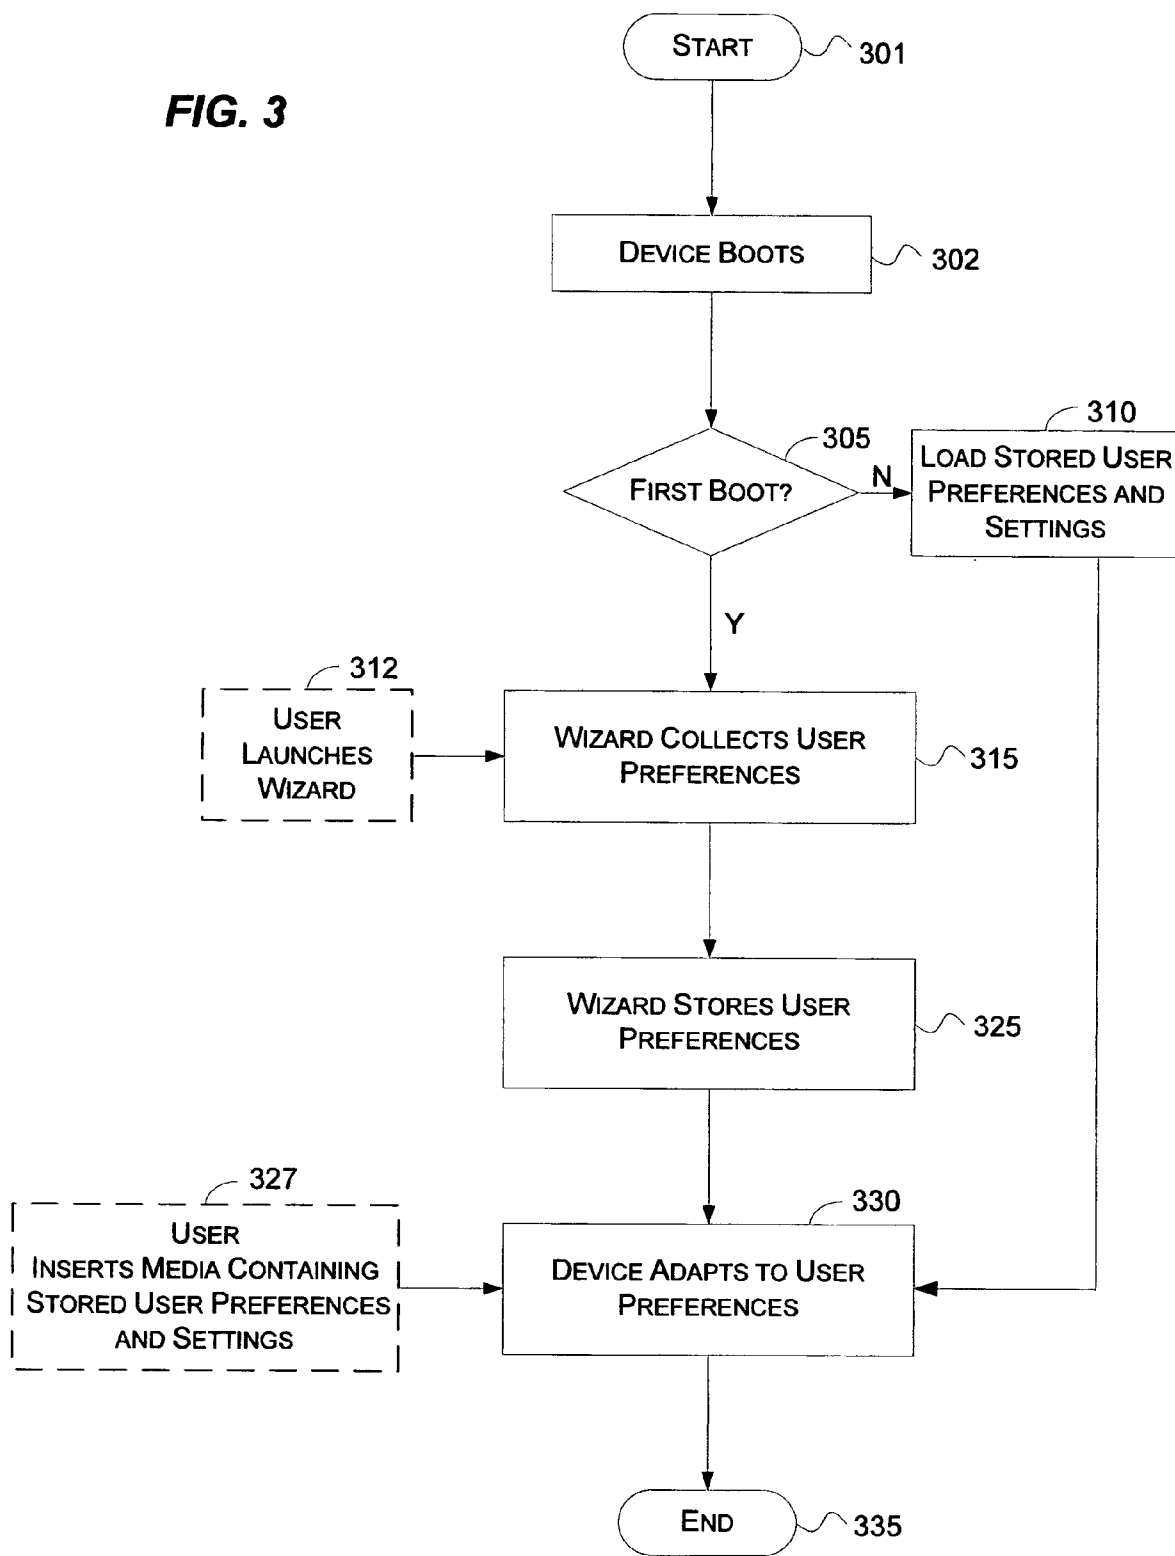 START
301
FIG. 3
DEVICE BOOTS
302
305
310
FIRST BOOT?
N
LOAD STORED USER
PREFERENCES AND
SETTINGS
Y
312
USER
LAUNCHES
WIZARD
WIZARD COLLECTS USER
PREFERENCES
315
WIZARD STORES USER
PREFERENCES
325
327
USER
INSERTS MEDIA CONTAINING
STORED USER PREFERENCES
AND SETTINGS
330
DEVICE ADAPTS TO USER
PREFERENCES
END
335